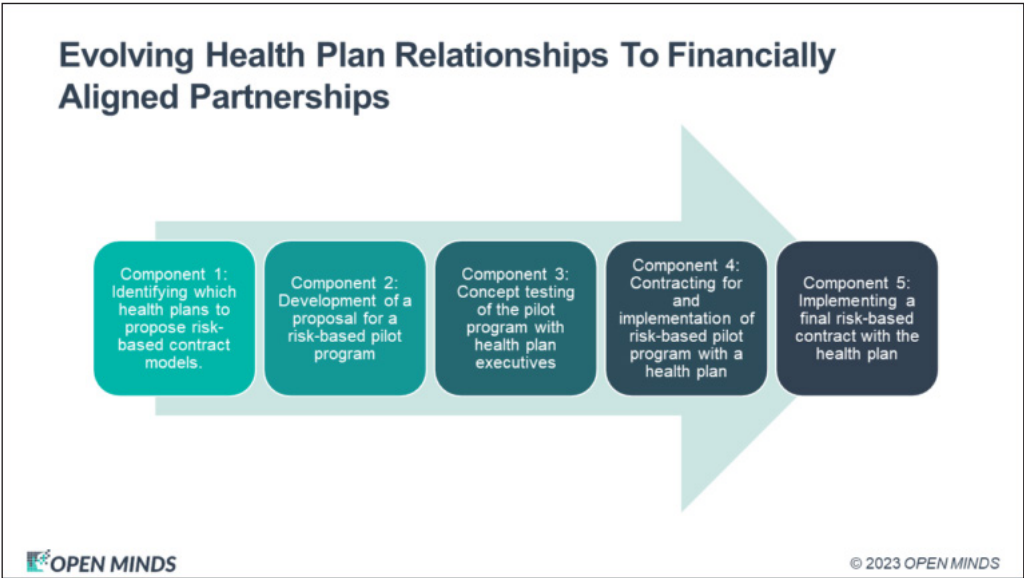 Evolving Health Plan Relationships To Financially
Aligned Partnerships
Component 1:
Identifying which
health plans to
propose risk-
based contract
models.
Component 2:
Development of a
proposal for a
risk-based pilot
program
Component 3:
Concept testing
of the pilot
program with
health plan
executives
Component 4:
Contracting for
and
implementation of
risk-based pilot
program with a
health plan
Component 5:
Implementing a
final risk-based
contract with the
health plan
OPEN MINDS
© 2023 OPEN MINDS